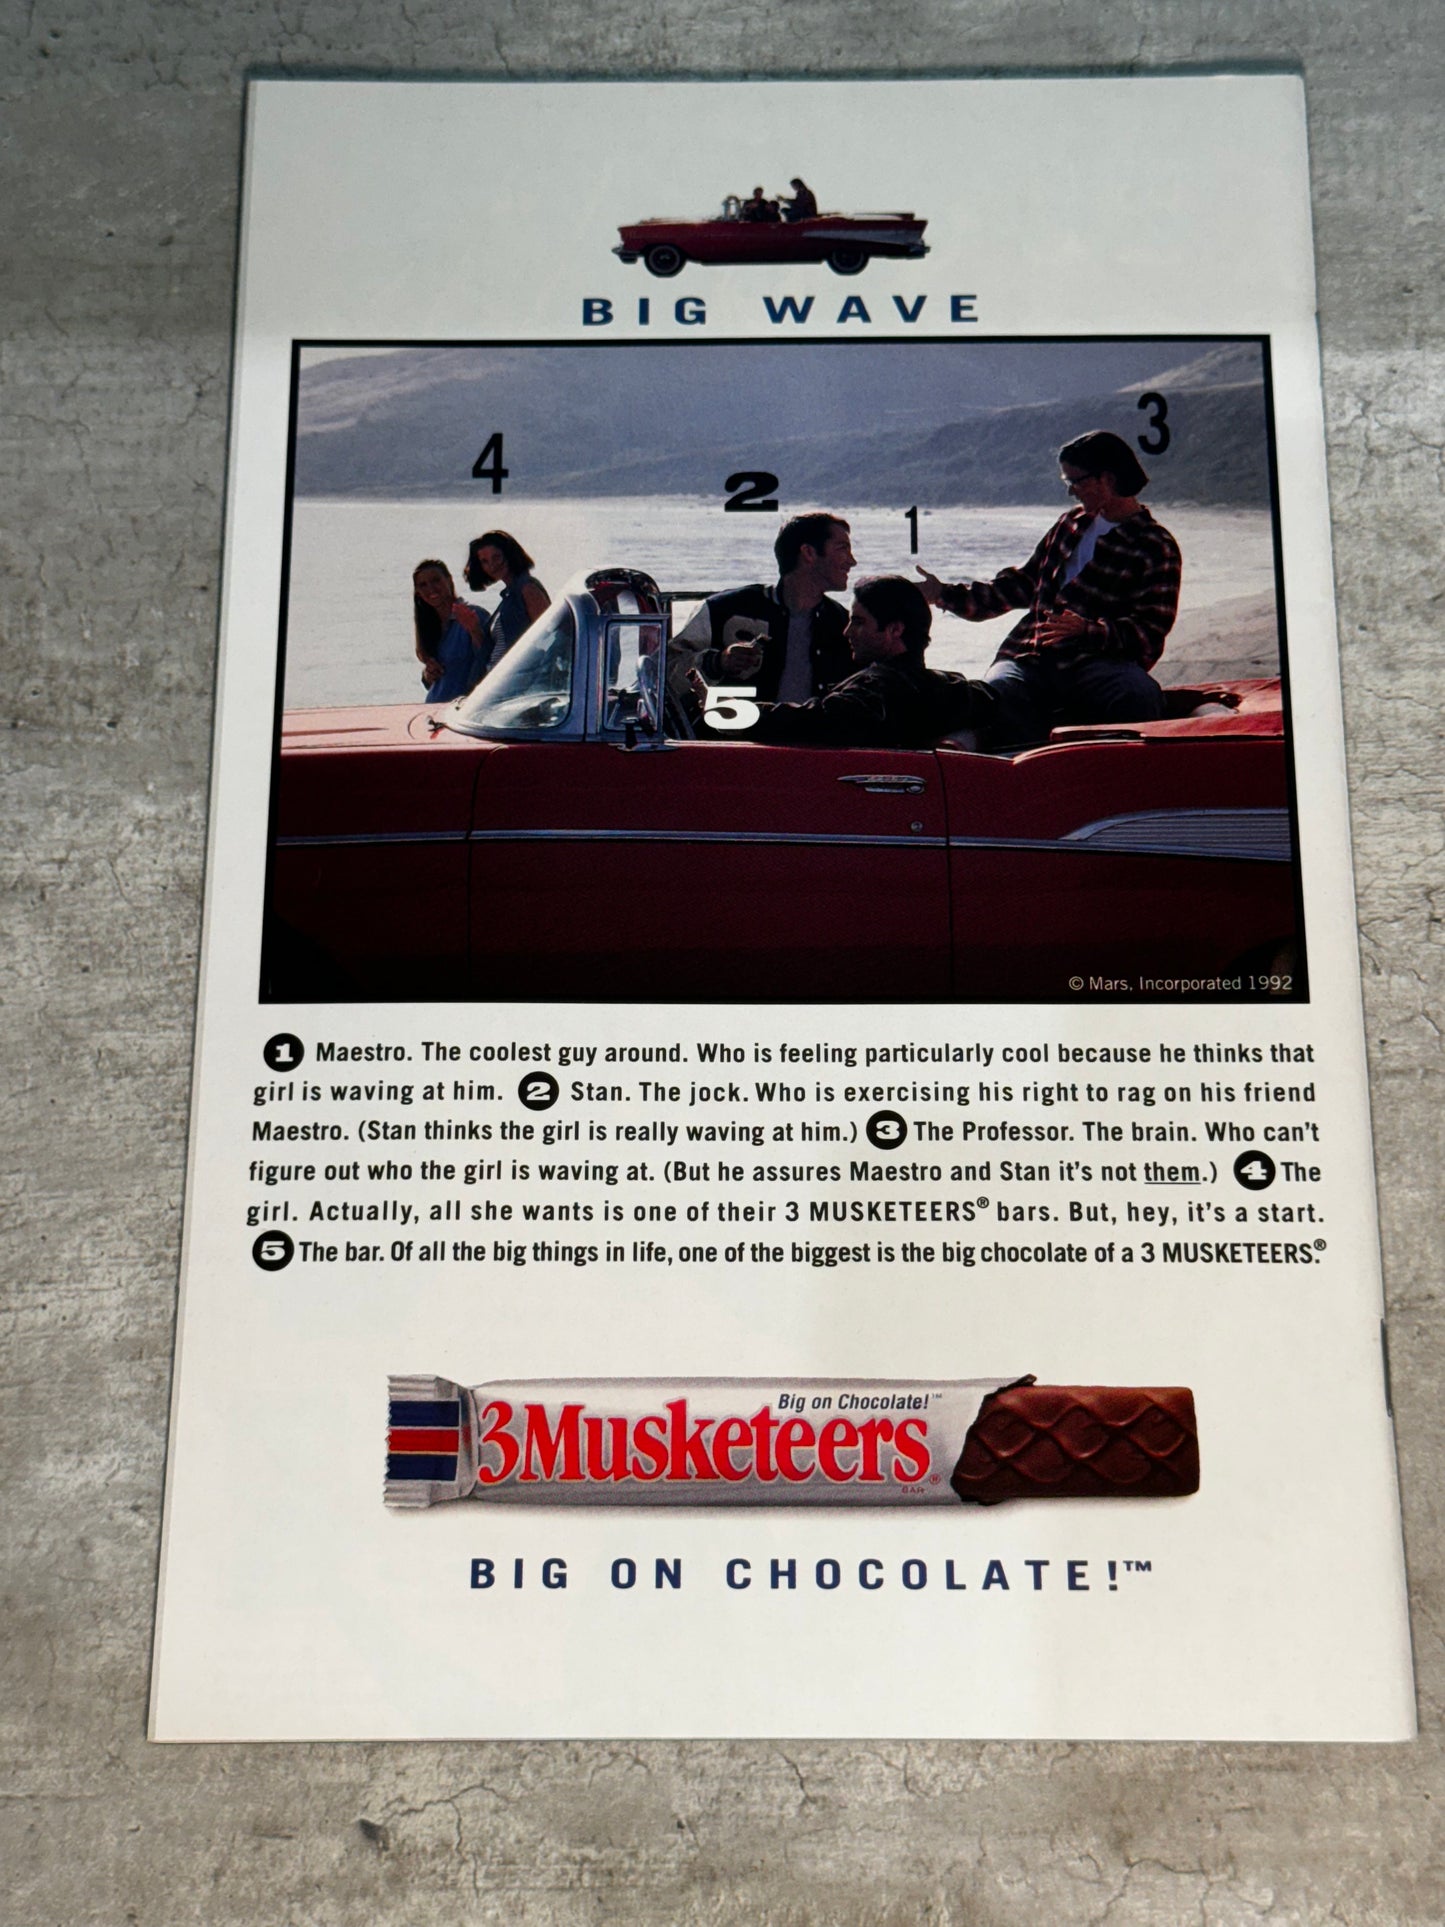 BIG WAVE
3
4
2
1
5
© Mars, Incorporated 1992
1 Maestro. The coolest guy around. Who is feeling particularly cool because he thinks that
girl is waving at him. 2 Stan. The jock. Who is exercising his right to rag on his friend
Maestro. (Stan thinks the girl is really waving at him.) 3 The Professor. The brain. Who can't
figure out who the girl is waving at. (But he assures Maestro and Stan it's not them.) 4 The
girl. Actually, all she wants is one of their 3 MUSKETEERS® bars. But, hey, it's a start.
5 The bar. Of all the big things in life, one of the biggest is the big chocolate of a 3 MUSKETEERS.®
Big on Chocolate!™
3Musketeers®
BAR
BIG ON CHOCOLATE!™